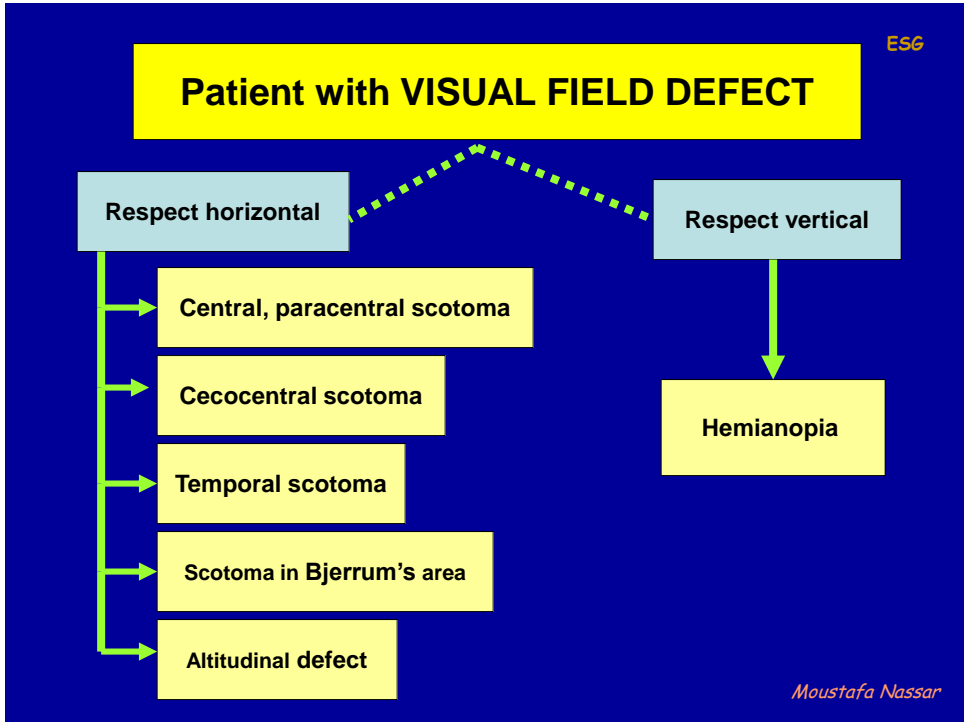 ESG
Patient with VISUAL FIELD DEFECT
Respect horizontal
Respect vertical
Central, paracentral scotoma
Cecocentral scotoma
Hemianopia
Temporal scotoma
Scotoma in Bjerrum's area
Altitudinal defect
Moustafa Nassar